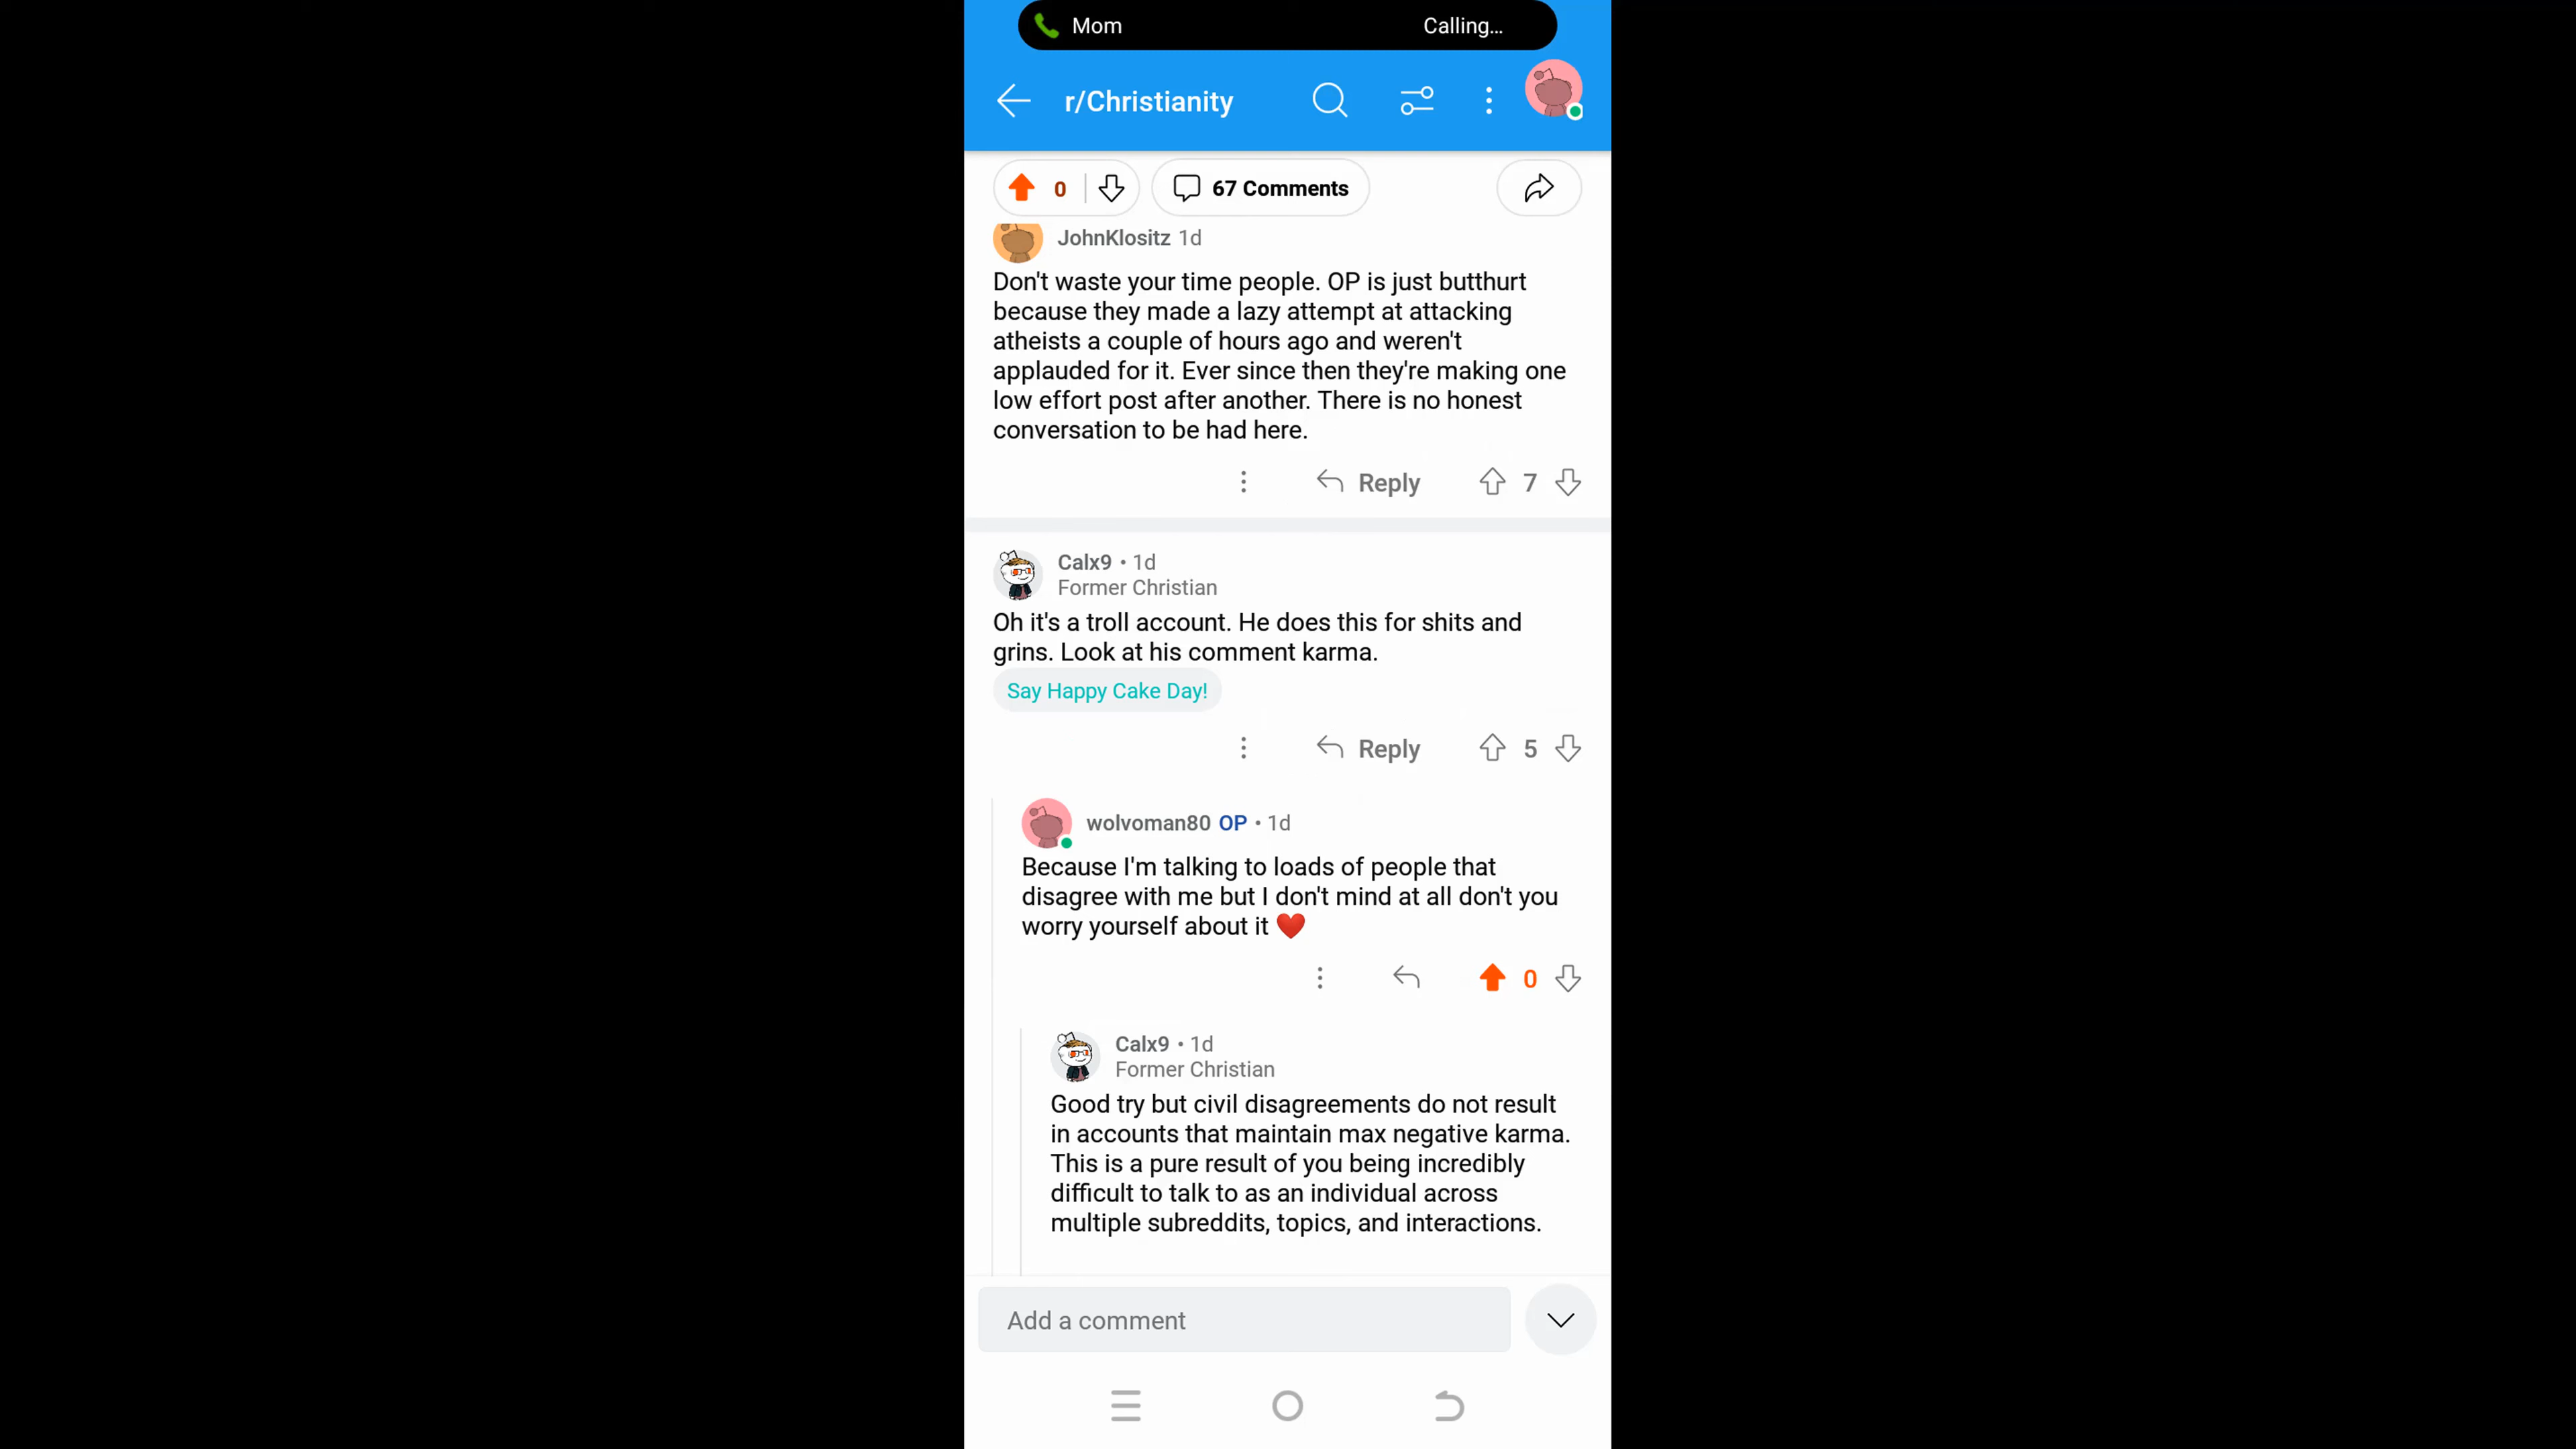 Mom Calling...
r/Christianity
0 67 Comments
JohnKlositz 1d
Don't waste your time people. OP is just butthurt
because they made a lazy attempt at attacking
atheists a couple of hours ago and weren't
applauded for it. Ever since then they're making one
low effort post after another. There is no honest
conversation to be had here.
Reply 7
Calx9 • 1d
Former Christian
Oh it's a troll account. He does this for shits and
grins. Look at his comment karma.
Say Happy Cake Day!
Reply 5
wolvoman80 OP • 1d
Because I'm talking to loads of people that
disagree with me but I don't mind at all don't you
worry yourself about it ❤️
0
Calx9 • 1d
Former Christian
Good try but civil disagreements do not result
in accounts that maintain max negative karma.
This is a pure result of you being incredibly
difficult to talk to as an individual across
multiple subreddits, topics, and interactions.
Add a comment